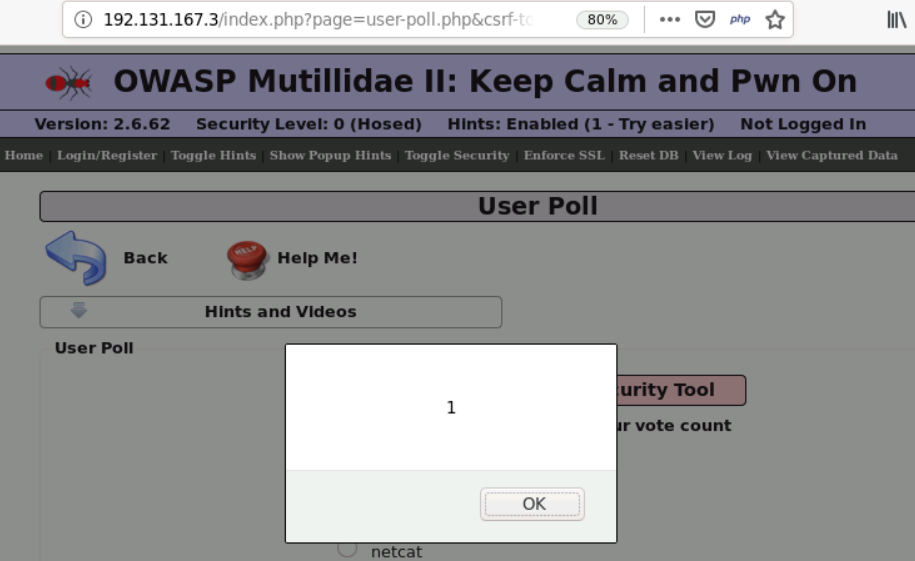 192.131.167.3/index.php?page=user-poll.php&csrf-to 80% php
OWASP Mutillidae II: Keep Calm and Pwn On
Version: 2.6.62 Security Level: 0 (Hosed) Hints: Enabled (1 - Try easier) Not Logged In
Home | Login/Register | Toggle Hints | Show Popup Hints | Toggle Security | Enforce SSL | Reset DB | View Log | View Captured Data
User Poll
Back Help Me!
Hints and Videos
User Poll
curity Tool
1
ur vote count
OK
netcat